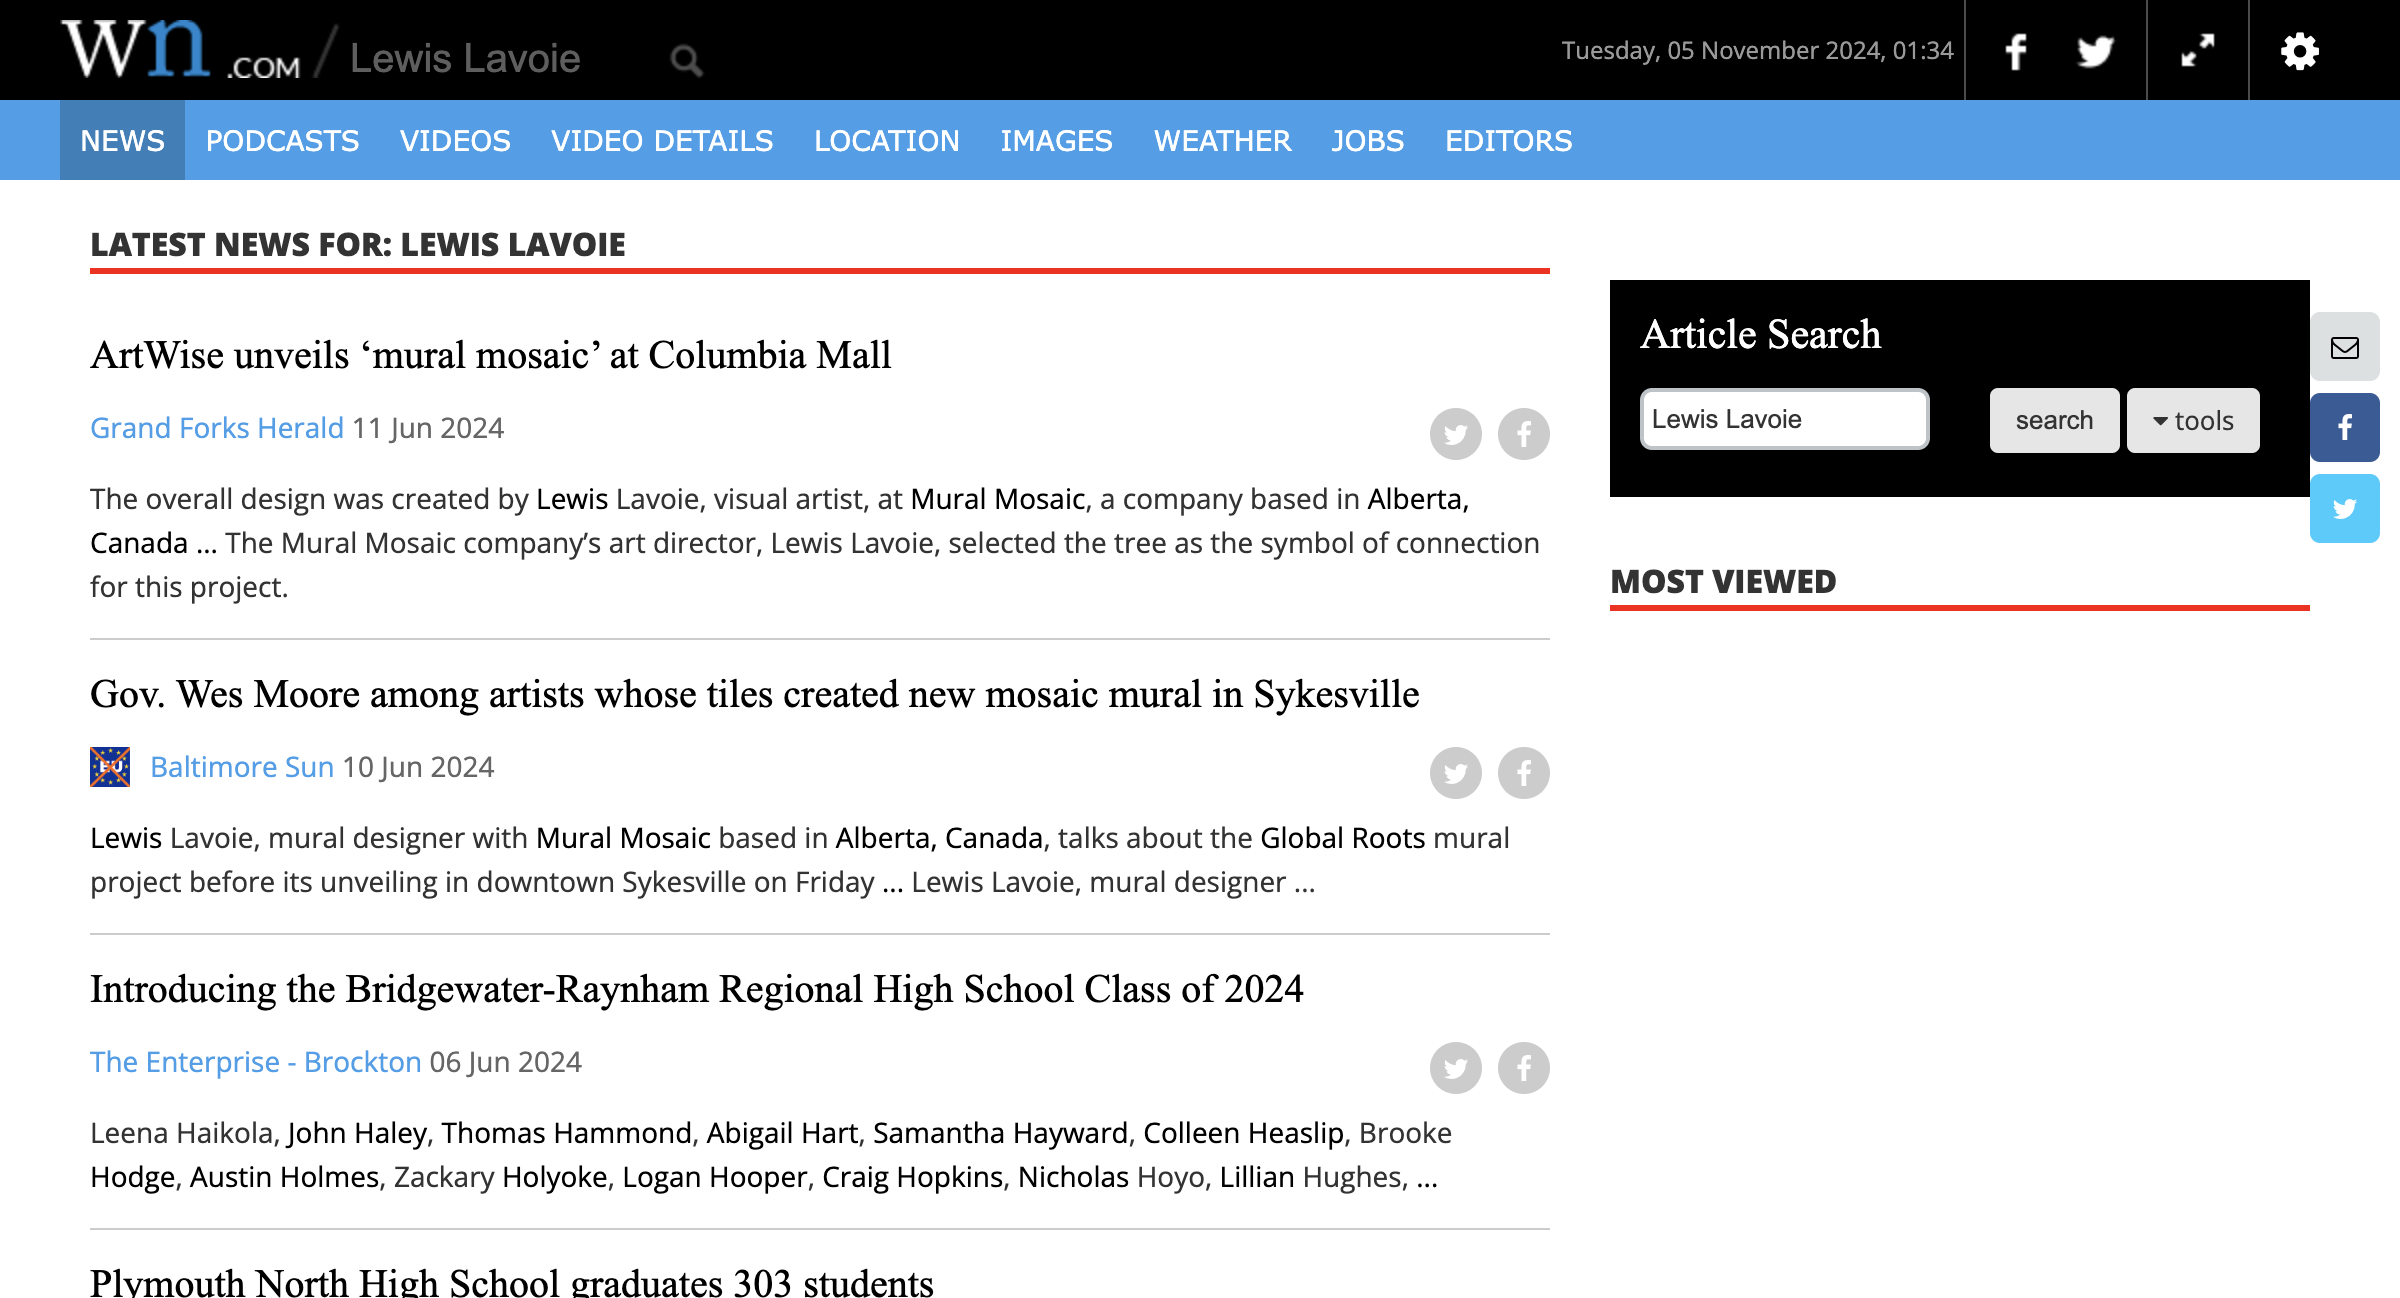 Wn.COM / Lewis Lavoie
Tuesday, 05 November 2024, 01:34
NEWS PODCASTS VIDEOS VIDEO DETAILS LOCATION IMAGES WEATHER JOBS EDITORS
LATEST NEWS FOR: LEWIS LAVOIE
ArtWise unveils ‘mural mosaic’ at Columbia Mall
Grand Forks Herald 11 Jun 2024
The overall design was created by Lewis Lavoie, visual artist, at Mural Mosaic, a company based in Alberta,
Canada ... The Mural Mosaic company’s art director, Lewis Lavoie, selected the tree as the symbol of connection
for this project.
Gov. Wes Moore among artists whose tiles created new mosaic mural in Sykesville
EU
Baltimore Sun 10 Jun 2024
Lewis Lavoie, mural designer with Mural Mosaic based in Alberta, Canada, talks about the Global Roots mural
project before its unveiling in downtown Sykesville on Friday ... Lewis Lavoie, mural designer ...
Introducing the Bridgewater-Raynham Regional High School Class of 2024
The Enterprise - Brockton 06 Jun 2024
Leena Haikola, John Haley, Thomas Hammond, Abigail Hart, Samantha Hayward, Colleen Heaslip, Brooke
Hodge, Austin Holmes, Zackary Holyoke, Logan Hooper, Craig Hopkins, Nicholas Hoyo, Lillian Hughes, ...
Plymouth North High School graduates 303 students
Article Search
Lewis Lavoie
search
tools
MOST VIEWED